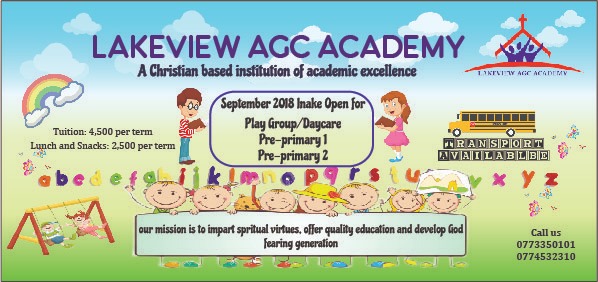 LAKEVIEW AGC ACADEMY
A Christian based institution of academic excellence
LAKEVIEW AGC ACADEMY
September 2018 Inake Open for
Play Group/Daycare
Pre-primary 1
Pre-primary 2
Tuition: 4,500 per term
Lunch and Snacks: 2,500 per term
TRANSPORT
AVAILABLBE
a b c d e f g h i j k l m n o p q r s t u v x y z
our mission is to impart spritual virtues, offer quality education and develop God
fearing generation
Call us
0773350101
0774532310